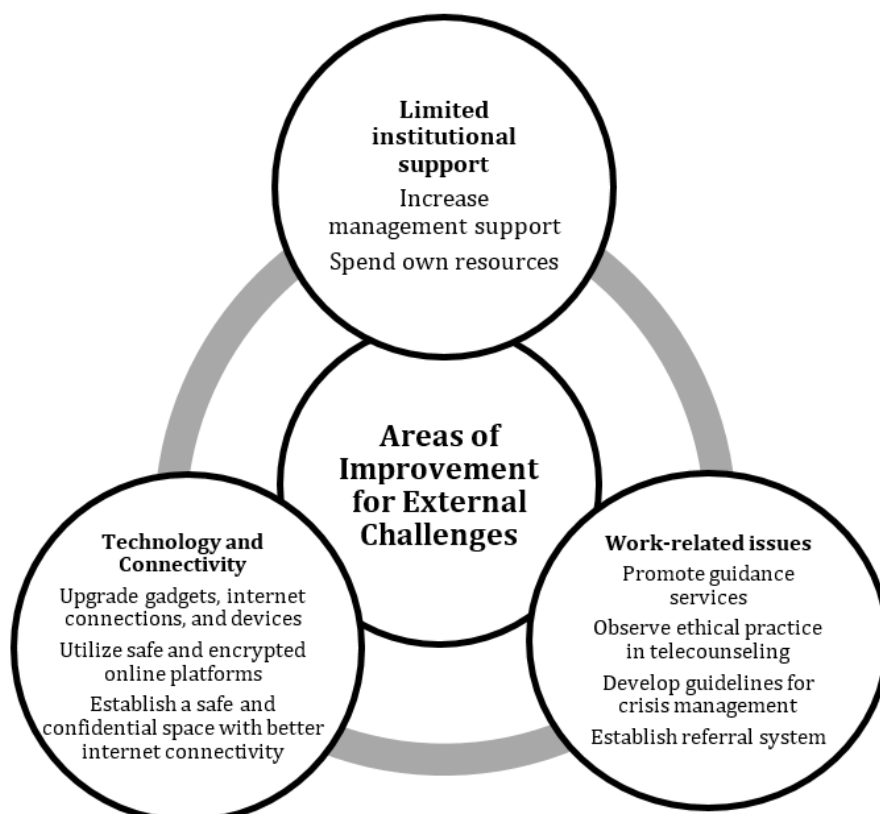 Limited
institutional
support
Increase
management support
Spend own resources
Areas of
Improvement
for External
Challenges
Technology and
Connectivity
Upgrade gadgets, internet
connections, and devices
Utilize safe and encrypted
online platforms
Establish a safe and
confidential space with better
internet connectivity
Work-related issues
Promote guidance
services
Observe ethical practice
in telecounseling
Develop guidelines for
crisis management
Establish referral system